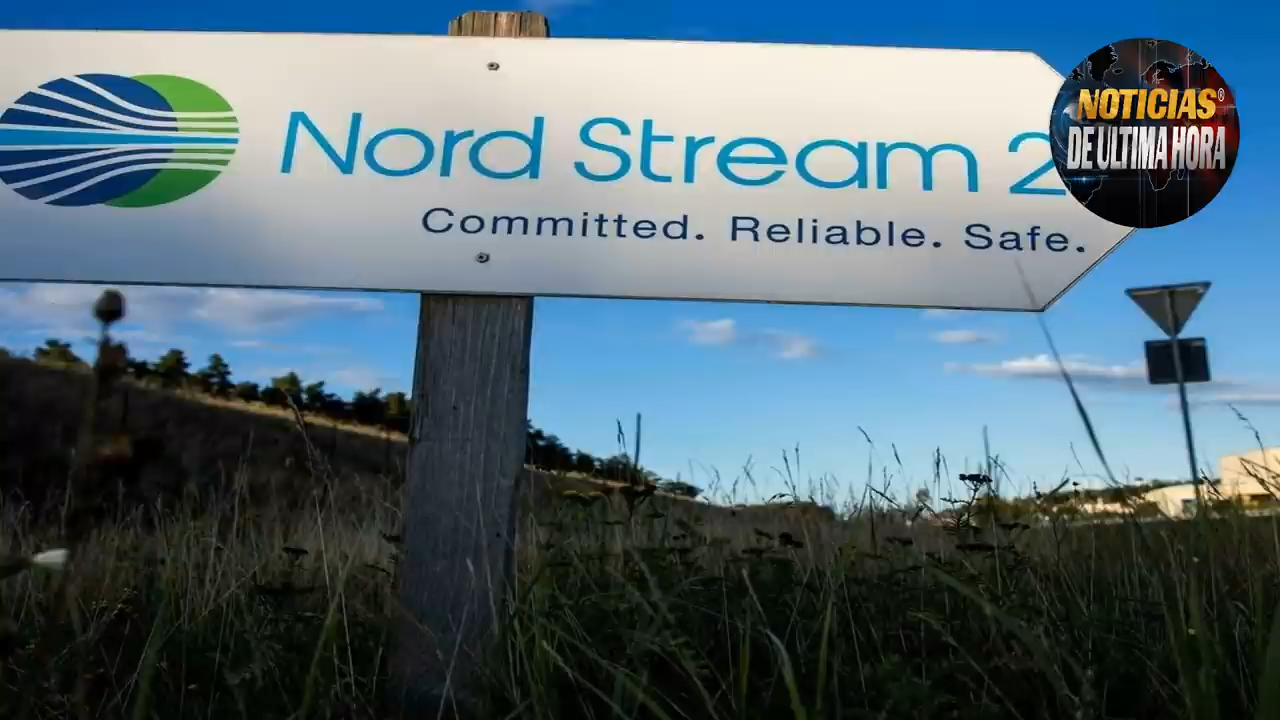 Nord Stream 2
Committed. Reliable. Safe.
NOTICIAS®
DE ULTIMA HORA